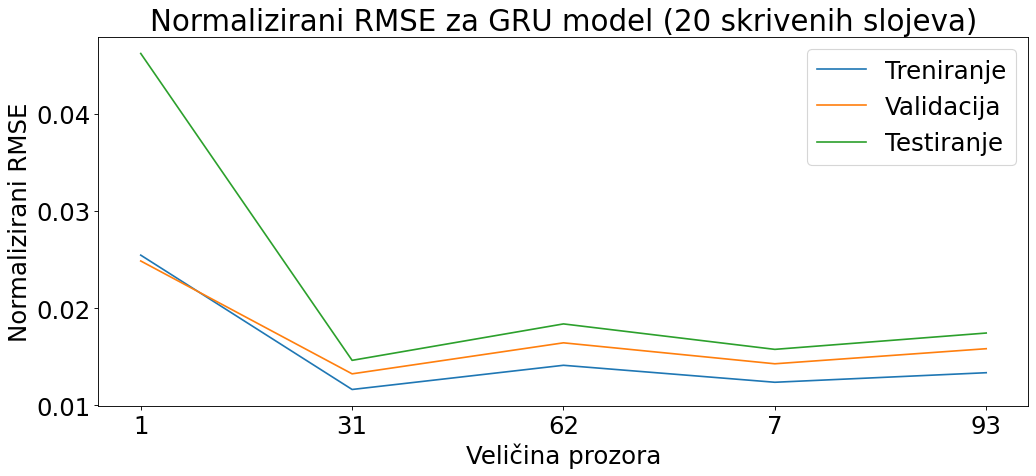 Normalizirani RMSE za GRU model (20 skrivenih slojeva)
Treniranje
Validacija
Testiranje
Normalizirani RMSE
0.04
0.03
0.02
0.01
1 31 62 7 93
Veličina prozora